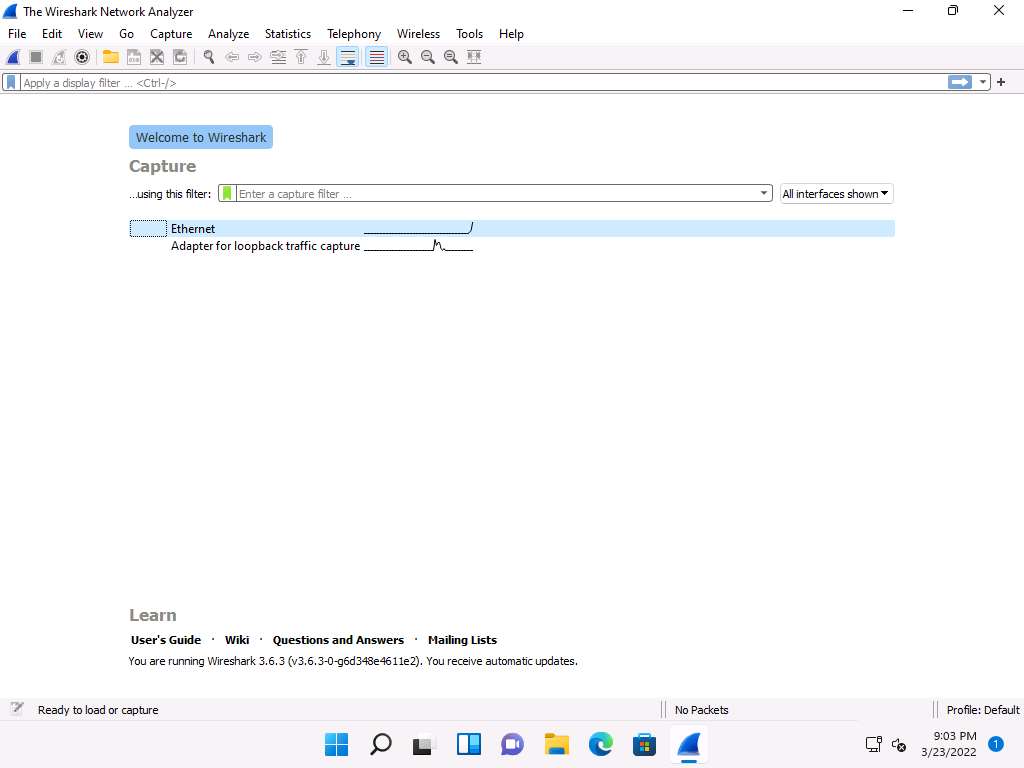 The Wireshark Network Analyzer
File Edit View Go Capture Analyze Statistics Telephony Wireless Tools Help
Apply a display filter ... <Ctrl-/>
Welcome to Wireshark
Capture
...using this filter: Enter a capture filter ... All interfaces shown
Ethernet
Adapter for loopback traffic capture
Learn
User's Guide · Wiki · Questions and Answers · Mailing Lists
You are running Wireshark 3.6.3 (v3.6.3-0-g6d348e4611e2). You receive automatic updates.
Ready to load or capture No Packets Profile: Default
9:03 PM
3/23/2022
1